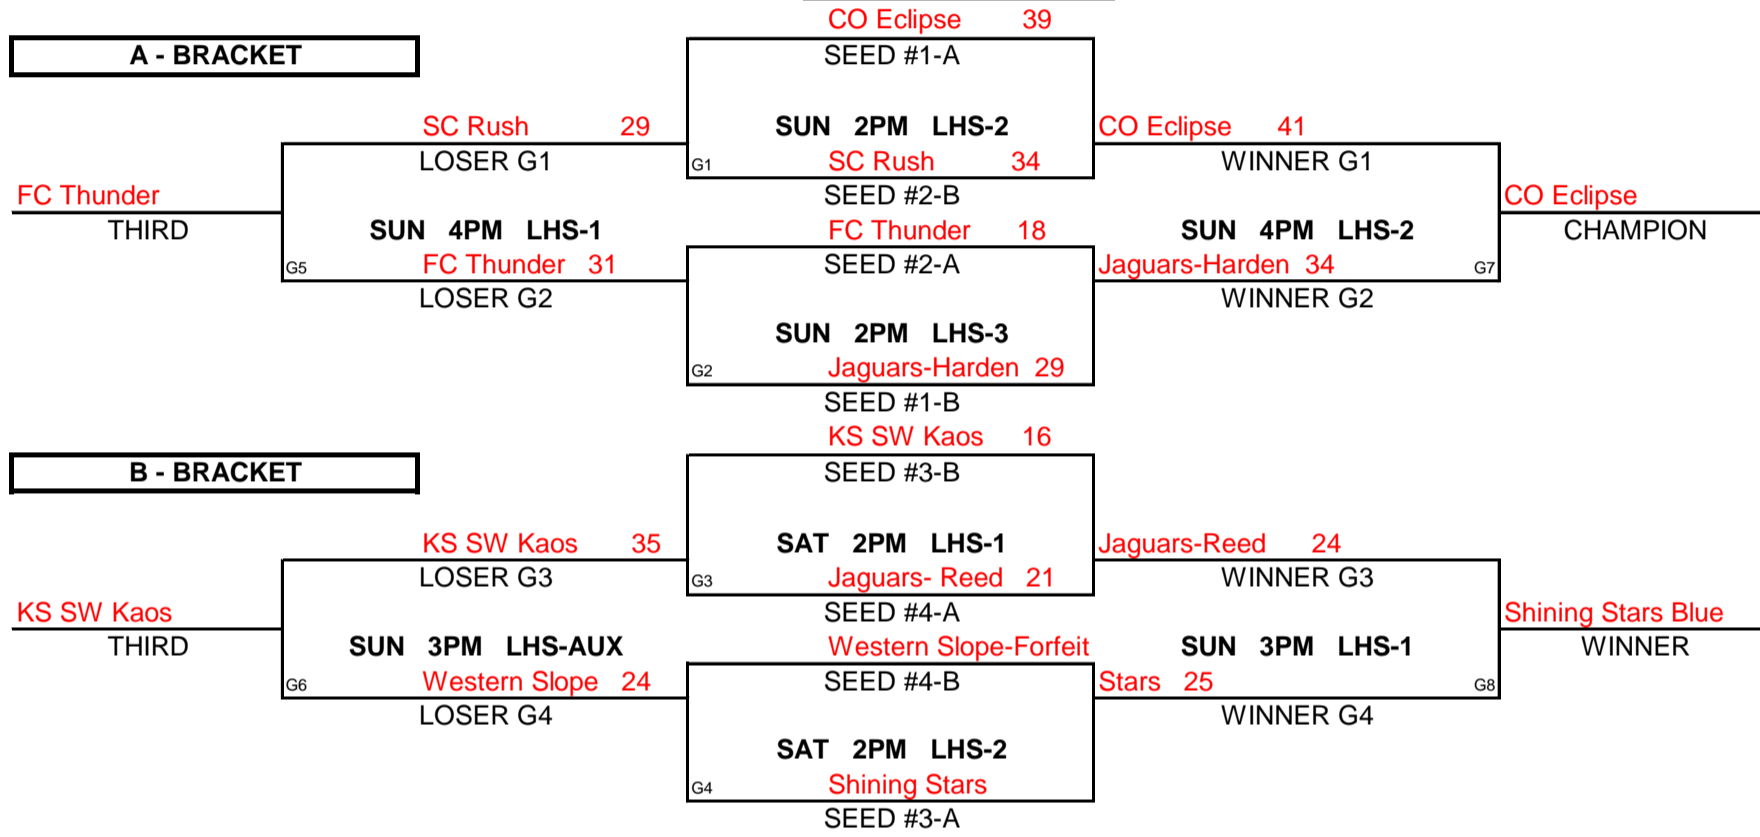 CO Eclipse 39
A - BRACKET
SEED #1-A
SC Rush 29
SUN 2PM LHS-2
CO Eclipse 41
LOSER G1
G1
SC Rush 34
WINNER G1
FC Thunder
SEED #2-B
CO Eclipse
THIRD
SUN 4PM LHS-1
FC Thunder 18
SUN 4PM LHS-2
CHAMPION
G5
FC Thunder 31
SEED #2-A
Jaguars-Harden 34
G7
LOSER G2
WINNER G2
SUN 2PM LHS-3
G2
Jaguars-Harden 29
SEED #1-B
KS SW Kaos 16
B - BRACKET
SEED #3-B
KS SW Kaos 35
SAT 2PM LHS-1
Jaguars-Reed 24
LOSER G3
G3
Jaguars- Reed 21
WINNER G3
KS SW Kaos
SEED #4-A
Shining Stars Blue
THIRD
SUN 3PM LHS-AUX
Western Slope-Forfeit
SUN 3PM LHS-1
WINNER
G6
Western Slope 24
SEED #4-B
Stars 25
G8
LOSER G4
WINNER G4
SAT 2PM LHS-2
G4
Shining Stars
SEED #3-A